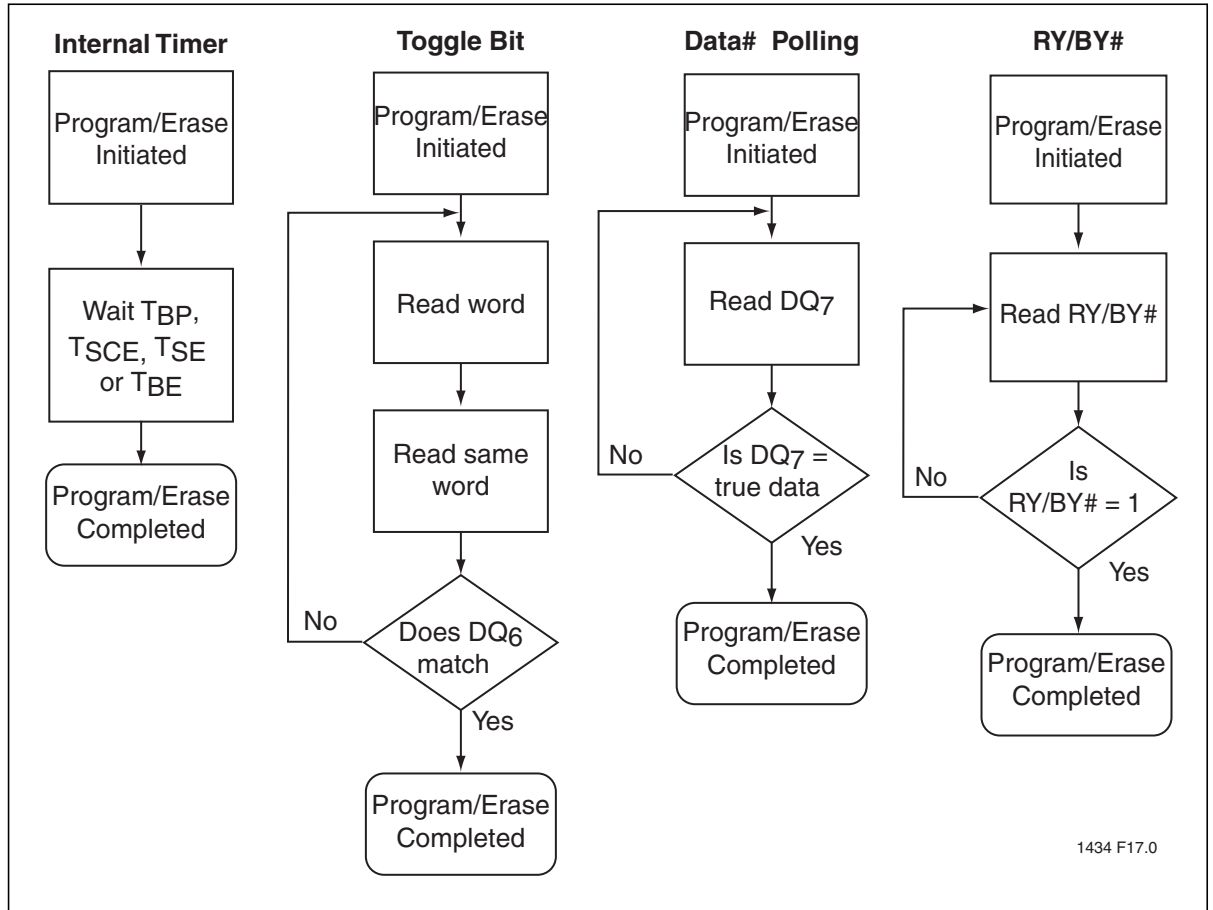 Internal Timer
Program/Erase
Initiated
Wait TBP,
TSCE, TSE
or TBE
Program/Erase
Completed
Toggle Bit
Program/Erase
Initiated
Read word
Read same
word
No
Does DQ6
match
Yes
Program/Erase
Completed
Data# Polling
Program/Erase
Initiated
Read DQ7
No
Is DQ7 =
true data
Yes
Program/Erase
Completed
RY/BY#
Program/Erase
Initiated
Read RY/BY#
No
Is
RY/BY# = 1
Yes
Program/Erase
Completed
1434 F17.0